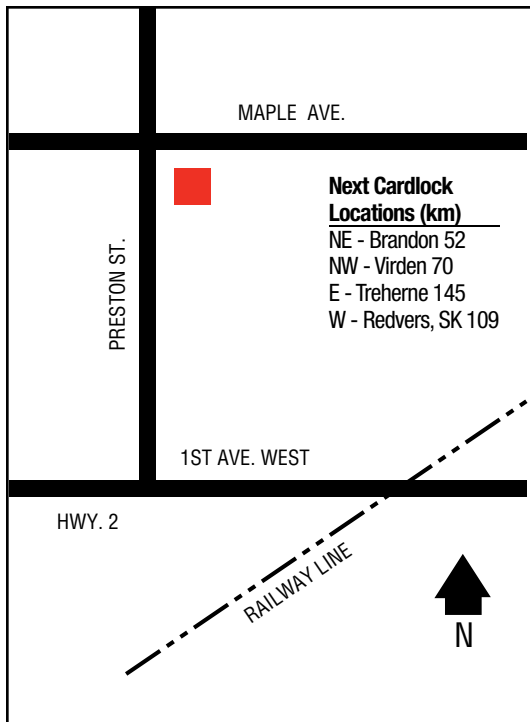 MAPLE AVE.
Next Cardlock
Locations (km)
NE - Brandon 52
NW - Virden 70
E - Treherne 145
W - Redvers, SK 109
PRESTON ST.
1ST AVE. WEST
HWY. 2
RAILWAY LINE
N